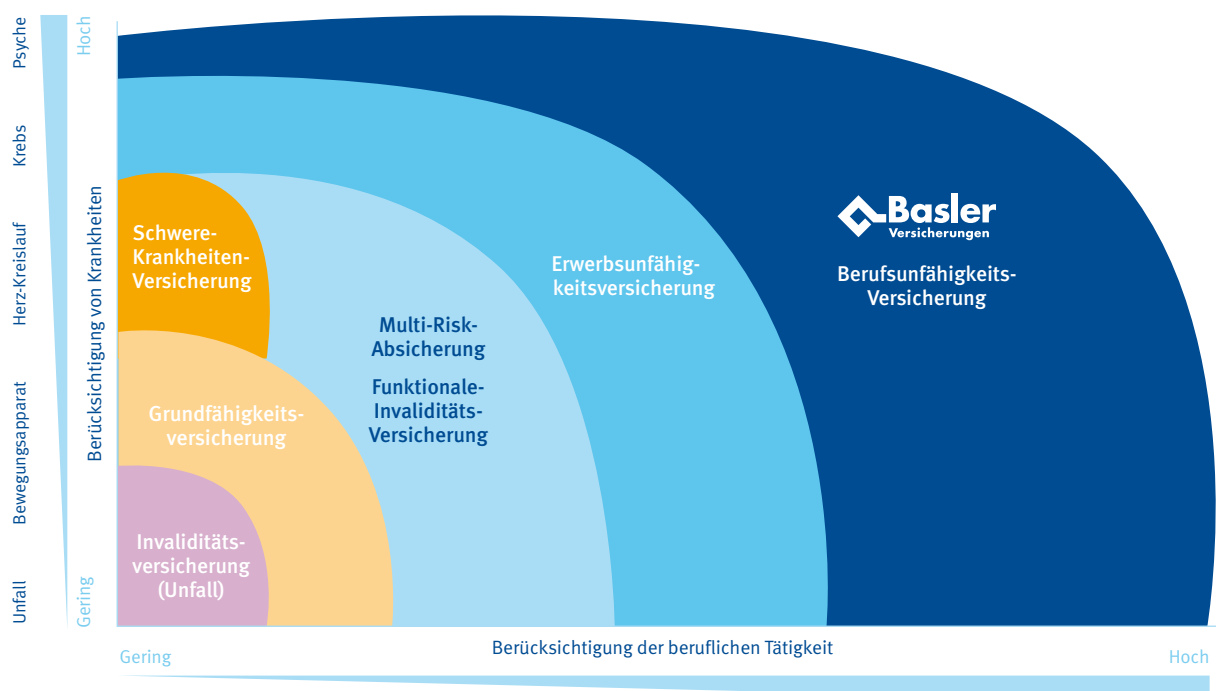 Psyche
Krebs
Herz-Kreislauf
Bewegungsapparat
Unfall
Hoch
Berücksichtigung von Krankheiten
Gering
Schwere-
Krankheiten-
Versicherung
Grundfähigkeits-
versicherung
Invaliditäts-
versicherung
(Unfall)
Multi-Risk-
Absicherung
Funktionale-
Invaliditäts-
Versicherung
Erwerbsunfähig-
keitsversicherung
Basler
Versicherungen
Berufsunfähigkeits-
Versicherung
Gering
Berücksichtigung der beruflichen Tätigkeit
Hoch